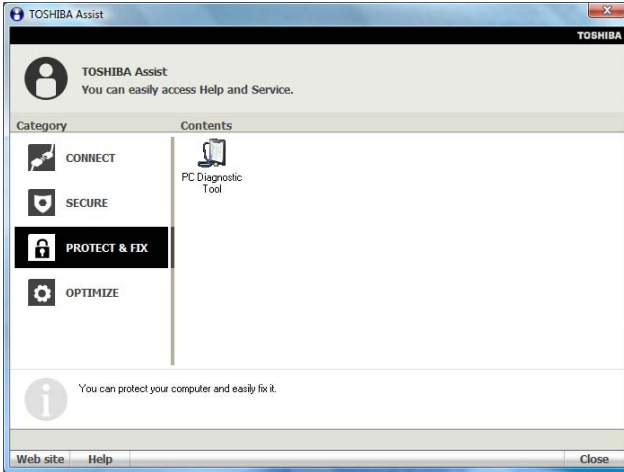 TOSHIBA Assist
TOSHIBA
TOSHIBA Assist
You can easily access Help and Service.
Category
Contents
CONNECT
SECURE
PROTECT & FIX
OPTIMIZE
PC Diagnostic
Tool
You can protect your computer and easily fix it.
Web site
Help
Close